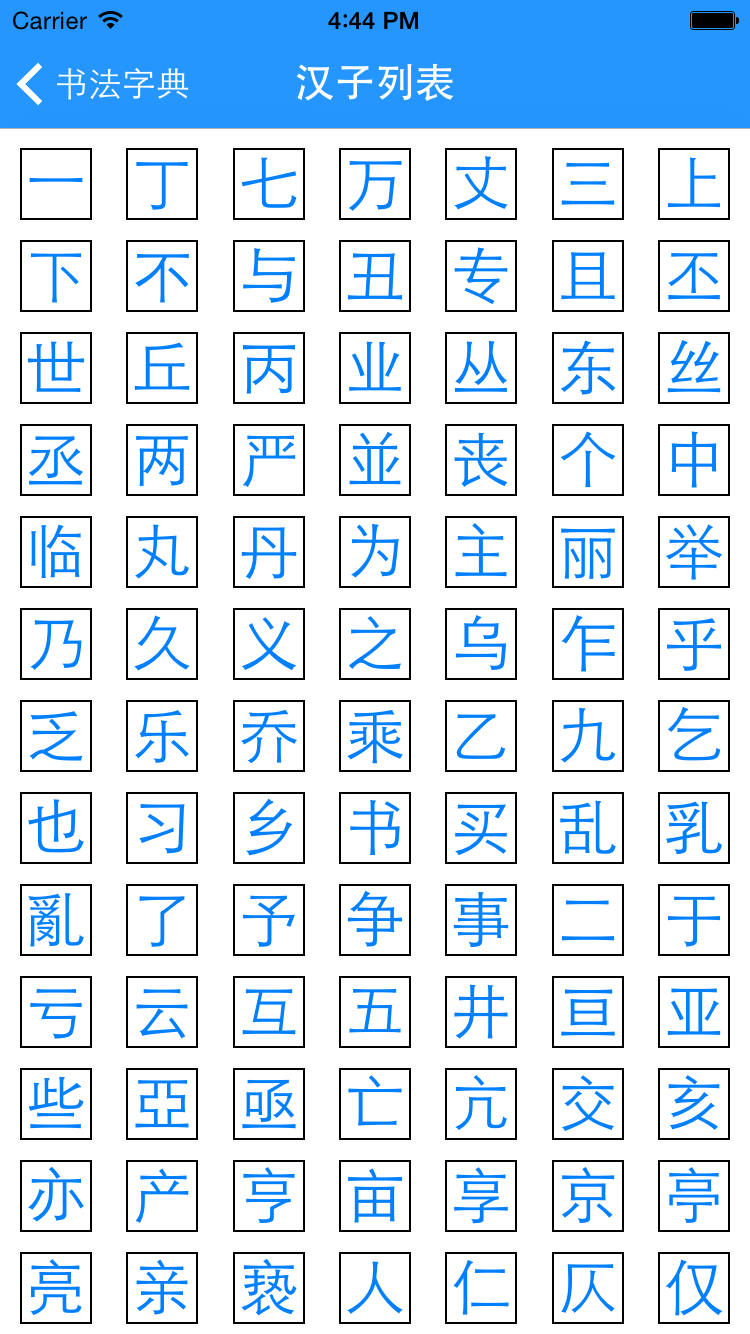 Carrier 4:44 PM
书法字典 汉子列表
一 丁 七 万 丈 三 上
下 不 与 丑 专 且 丕
世 丘 丙 业 丛 东 丝
丞 两 严 並 丧 个 中
临 丸 丹 为 主 丽 举
乃 久 义 之 乌 乍 乎
乏 乐 乔 乘 乙 九 乞
也 习 乡 书 买 乱 乳
亂 了 予 争 事 二 于
亏 云 互 五 井 亘 亚
些 亞 亟 亡 亢 交 亥
亦 产 亨 亩 享 京 亭
亮 亲 亵 人 仁 仄 仅